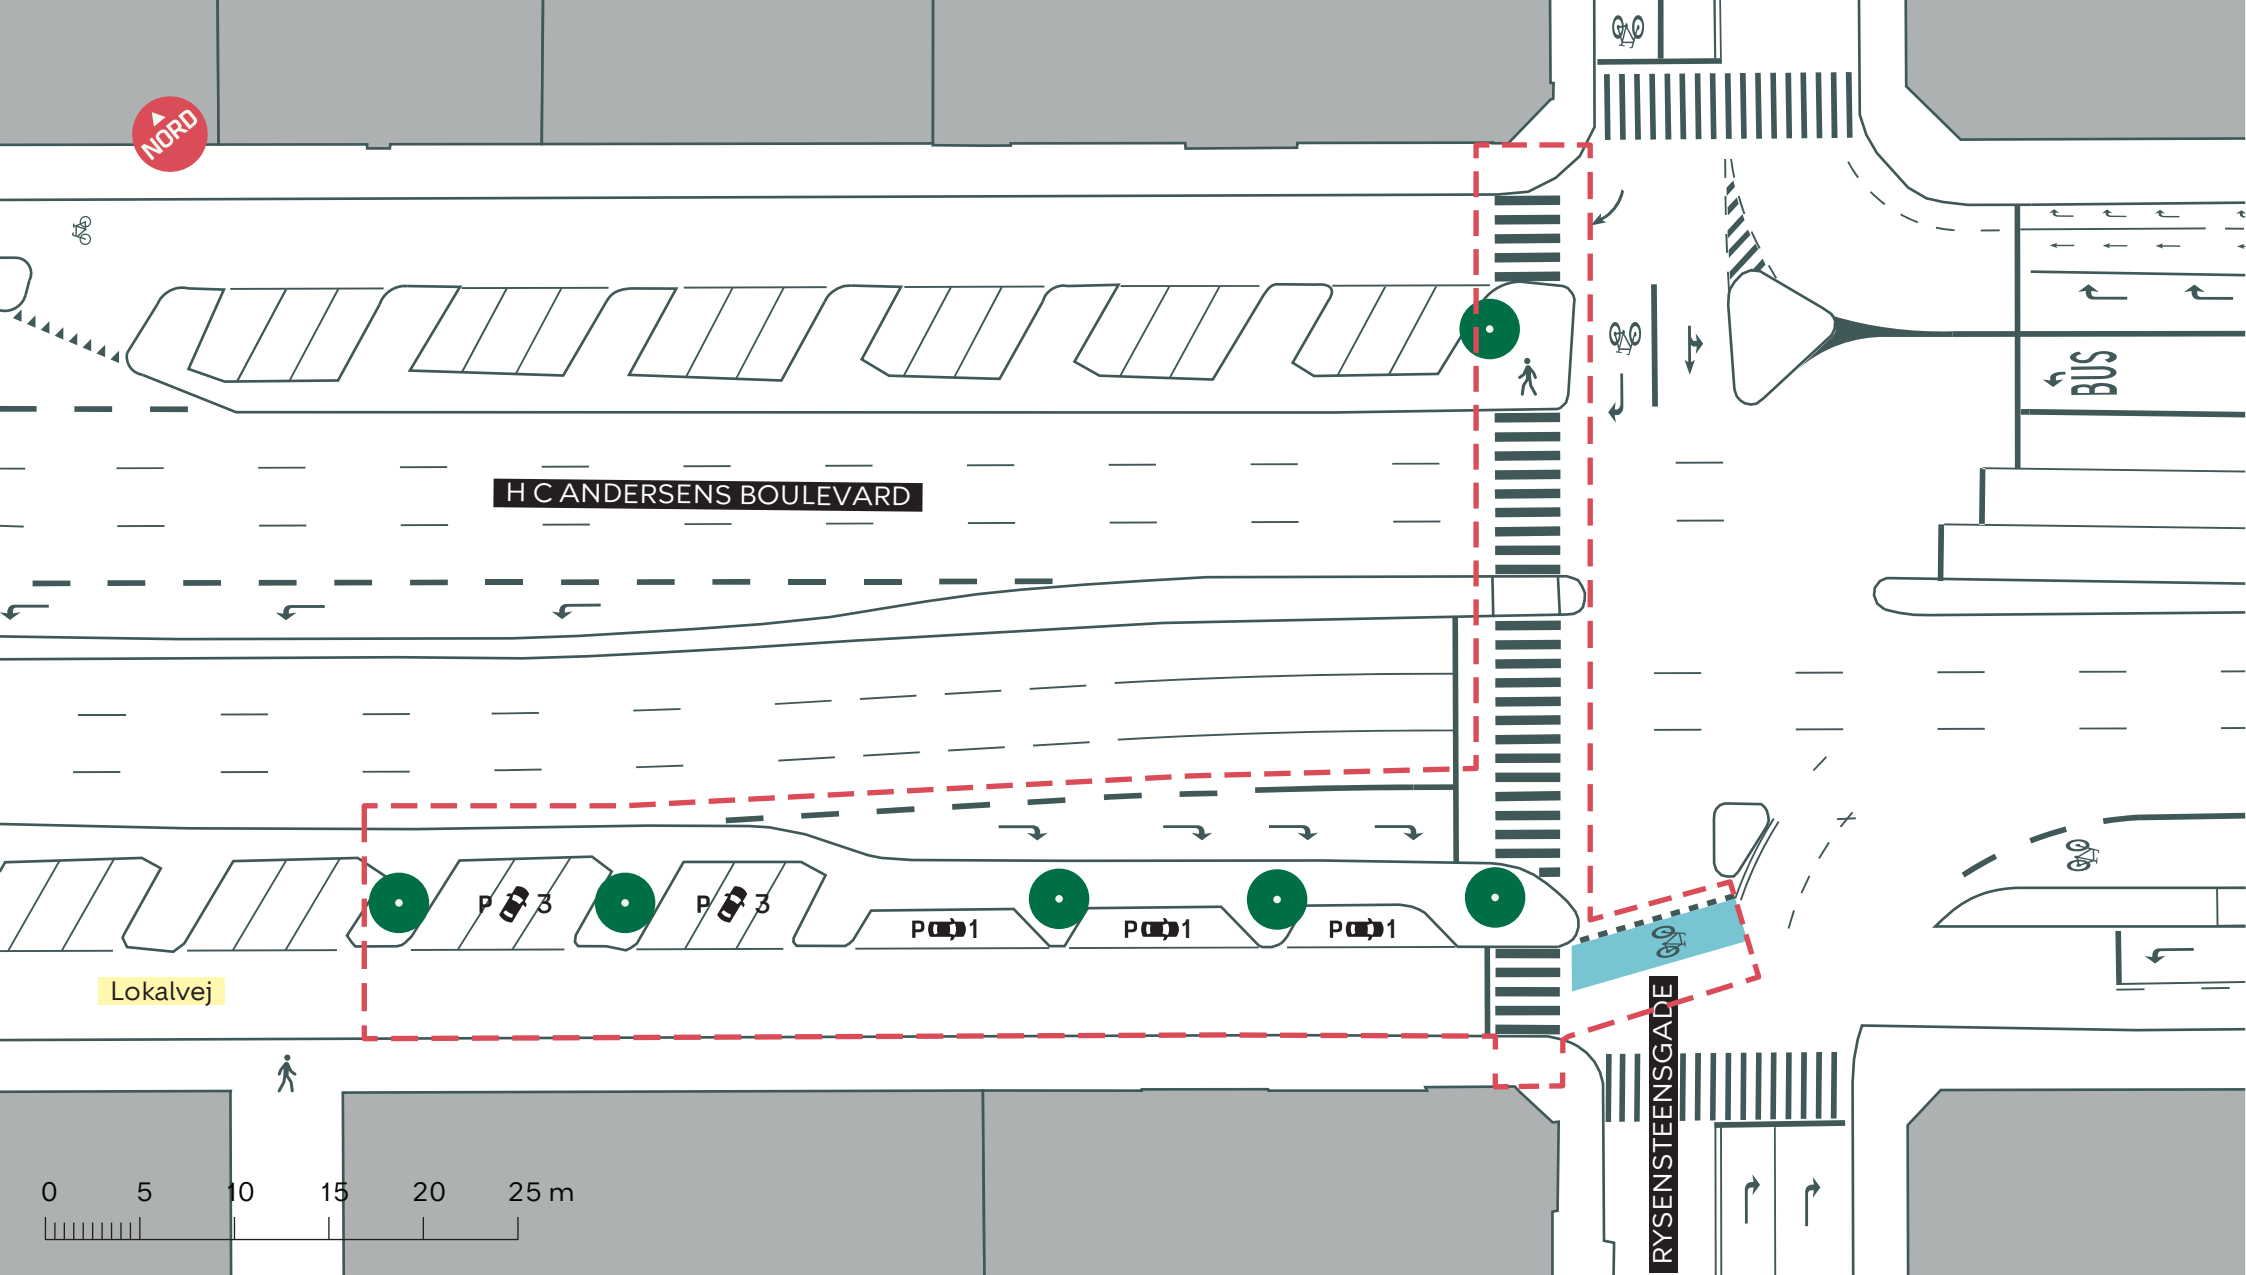 NORD
H C ANDERSENS BOULEVARD
BUS
P 3
P 3
P 1
P 1
P 1
Lokalvej
RYSENSTEENSGADE
0 5 10 15 20 25 m